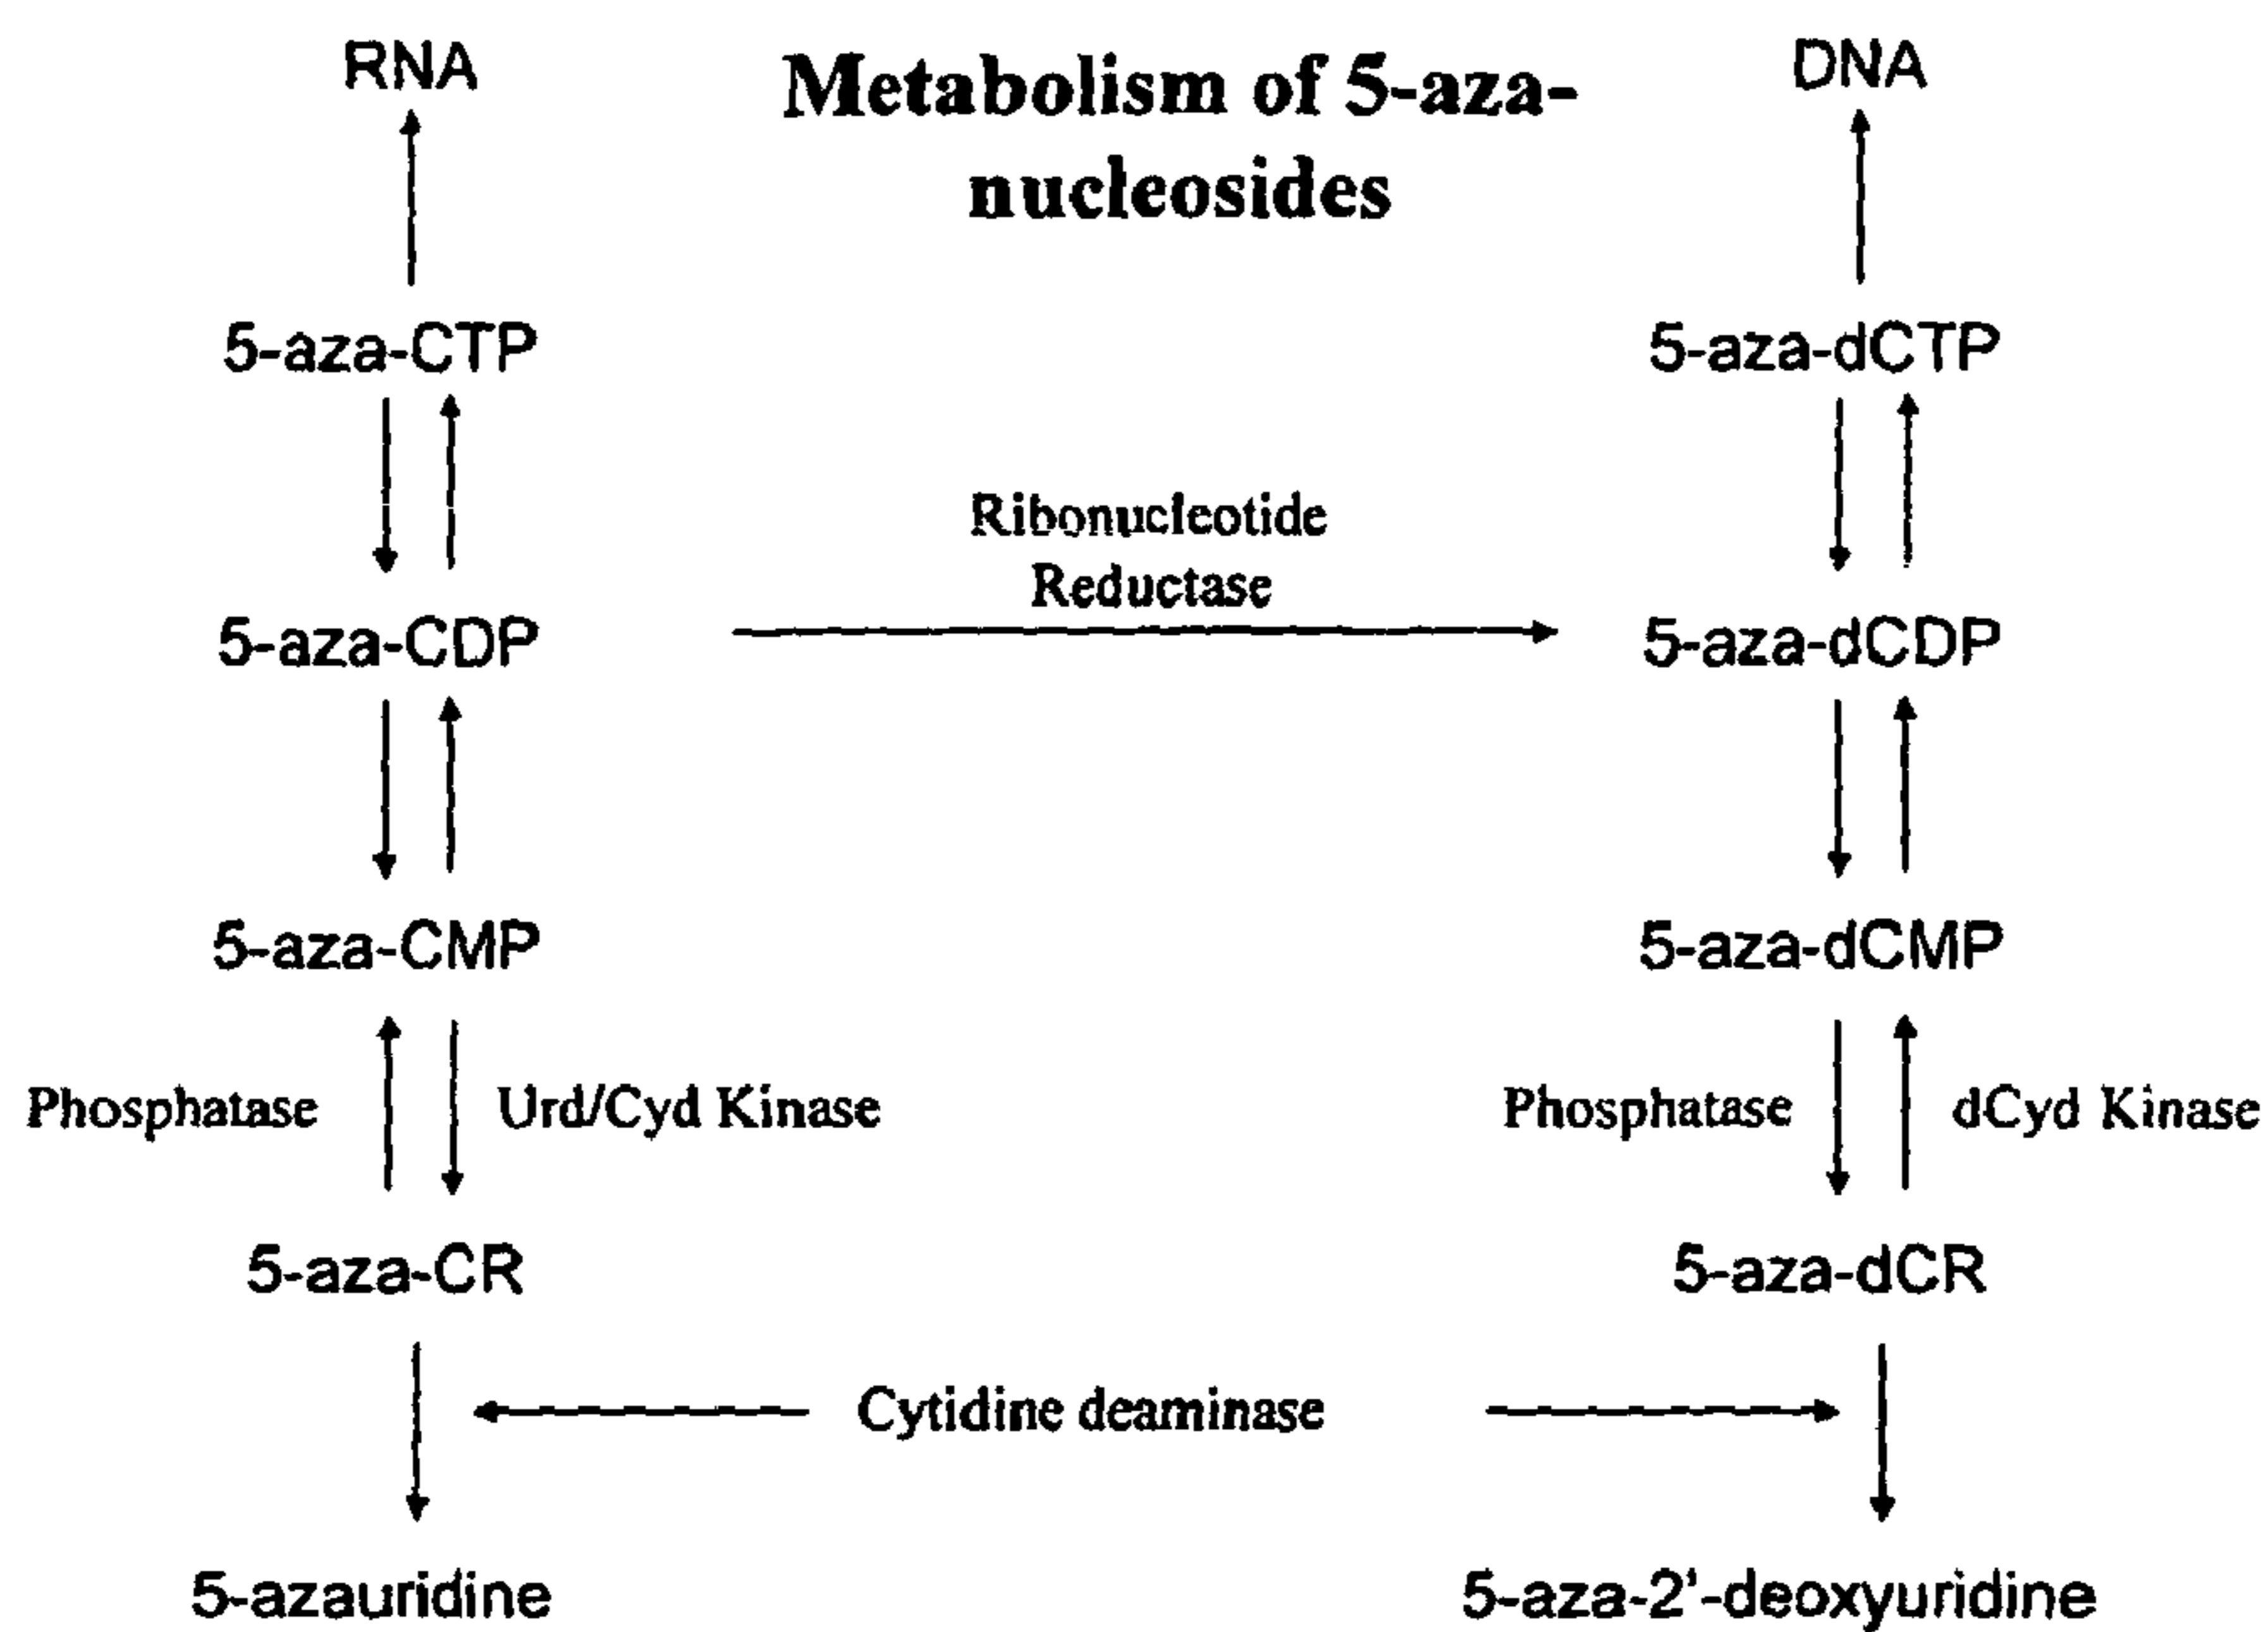 RNA
Metabolism of 5-aza-
nucleosides
DNA
5-aza-CTP
5-aza-dCTP
Ribonucleotide
Reductase
5-aza-CDP
5-aza-dCDP
5-aza-CMP
5-aza-dCMP
Phosphatase
Urd/Cyd Kinase
Phosphatase
dCyd Kinase
5-aza-CR
5-aza-dCR
Cytidine deaminase
5-azauridine
5-aza-2'-deoxyuridine